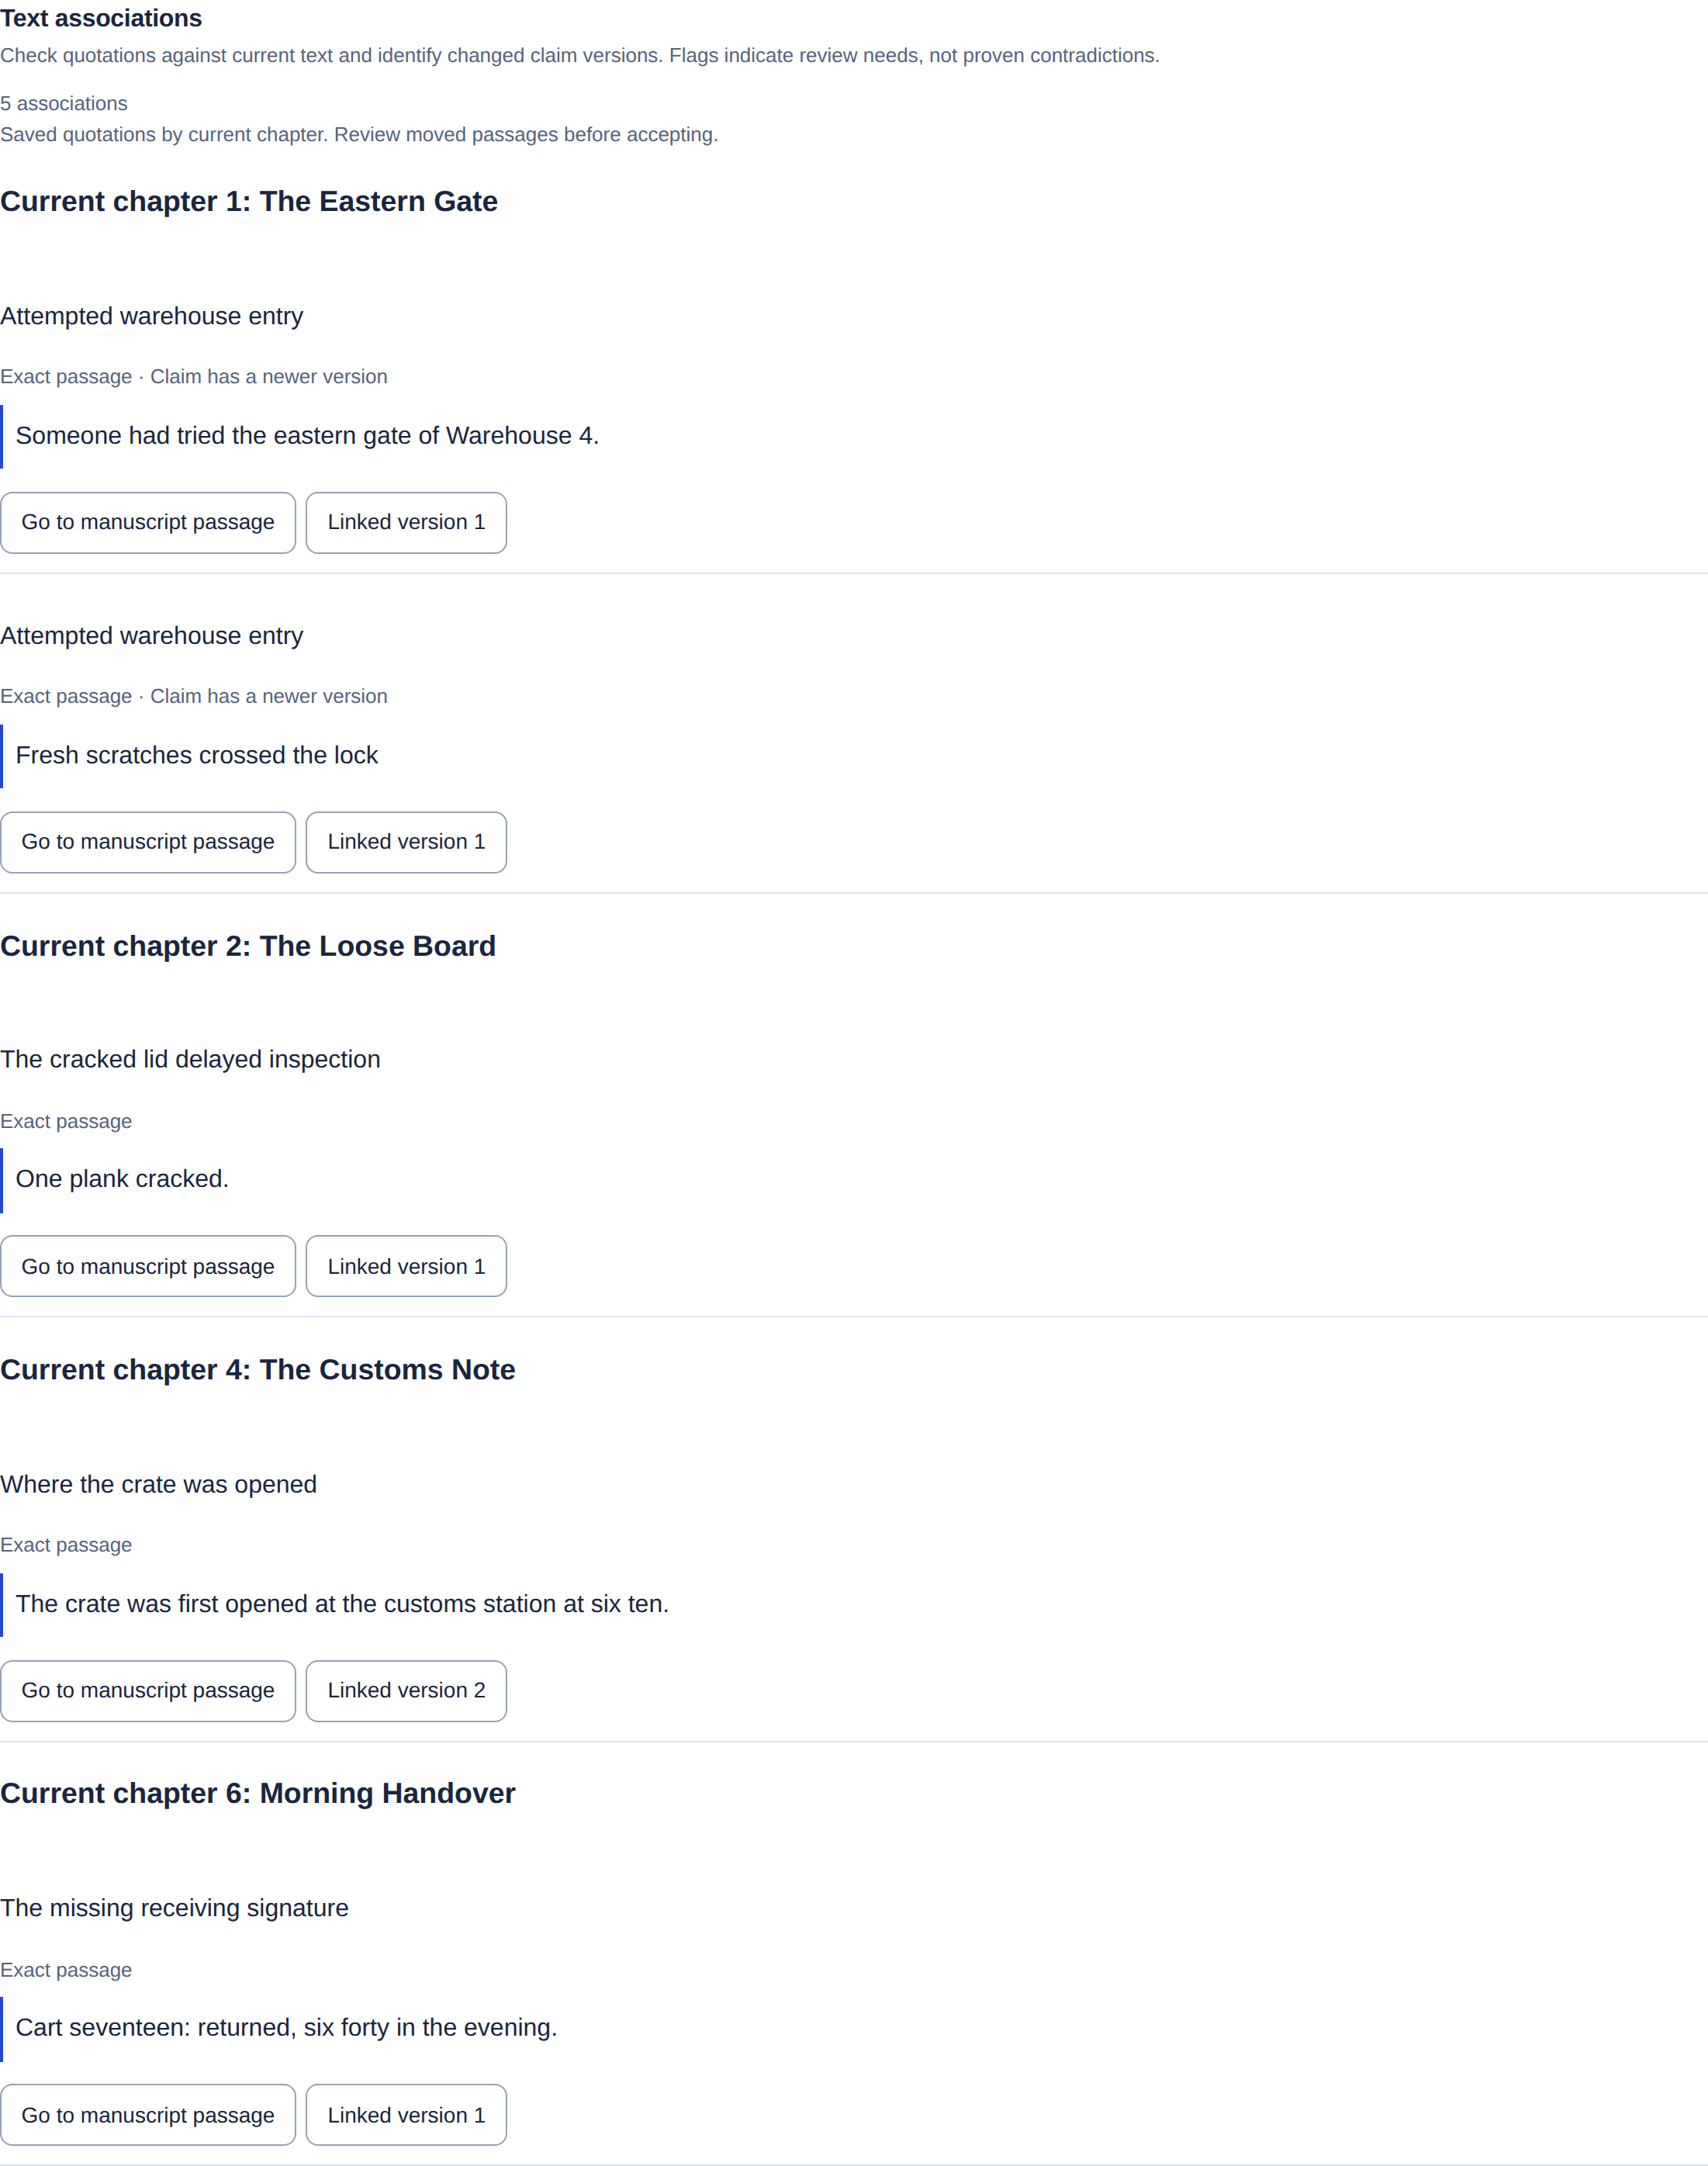 Text associations
Check quotations against current text and identify changed claim versions. Flags indicate review needs, not proven contradictions.
5 associations
Saved quotations by current chapter. Review moved passages before accepting.
Current chapter 1: The Eastern Gate
Attempted warehouse entry
Exact passage · Claim has a newer version
Someone had tried the eastern gate of Warehouse 4.
Go to manuscript passage Linked version 1
Attempted warehouse entry
Exact passage · Claim has a newer version
Fresh scratches crossed the lock
Go to manuscript passage Linked version 1
Current chapter 2: The Loose Board
The cracked lid delayed inspection
Exact passage
One plank cracked.
Go to manuscript passage Linked version 1
Current chapter 4: The Customs Note
Where the crate was opened
Exact passage
The crate was first opened at the customs station at six ten.
Go to manuscript passage Linked version 2
Current chapter 6: Morning Handover
The missing receiving signature
Exact passage
Cart seventeen: returned, six forty in the evening.
Go to manuscript passage Linked version 1